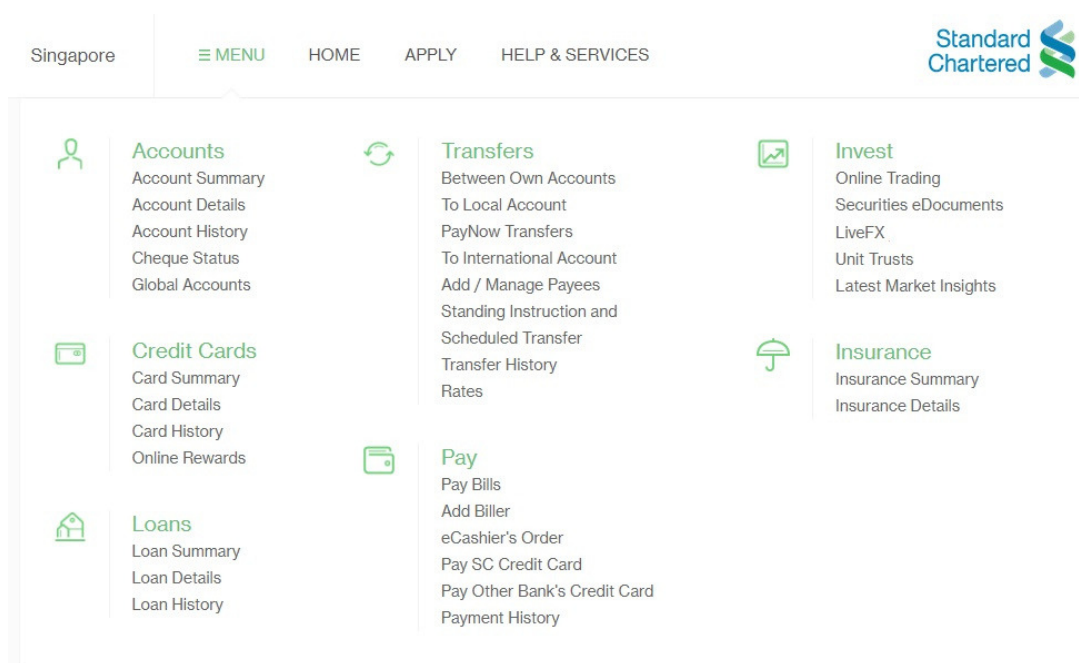 Singapore
☰ MENU
HOME
APPLY
HELP & SERVICES
Standard
Chartered
Accounts
Account Summary
Account Details
Account History
Cheque Status
Global Accounts
Credit Cards
Card Summary
Card Details
Card History
Online Rewards
Loans
Loan Summary
Loan Details
Loan History
Transfers
Between Own Accounts
To Local Account
PayNow Transfers
To International Account
Add / Manage Payees
Standing Instruction and
Scheduled Transfer
Transfer History
Rates
Pay
Pay Bills
Add Biller
eCashier's Order
Pay SC Credit Card
Pay Other Bank's Credit Card
Payment History
Invest
Online Trading
Securities eDocuments
LiveFX
Unit Trusts
Latest Market Insights
Insurance
Insurance Summary
Insurance Details